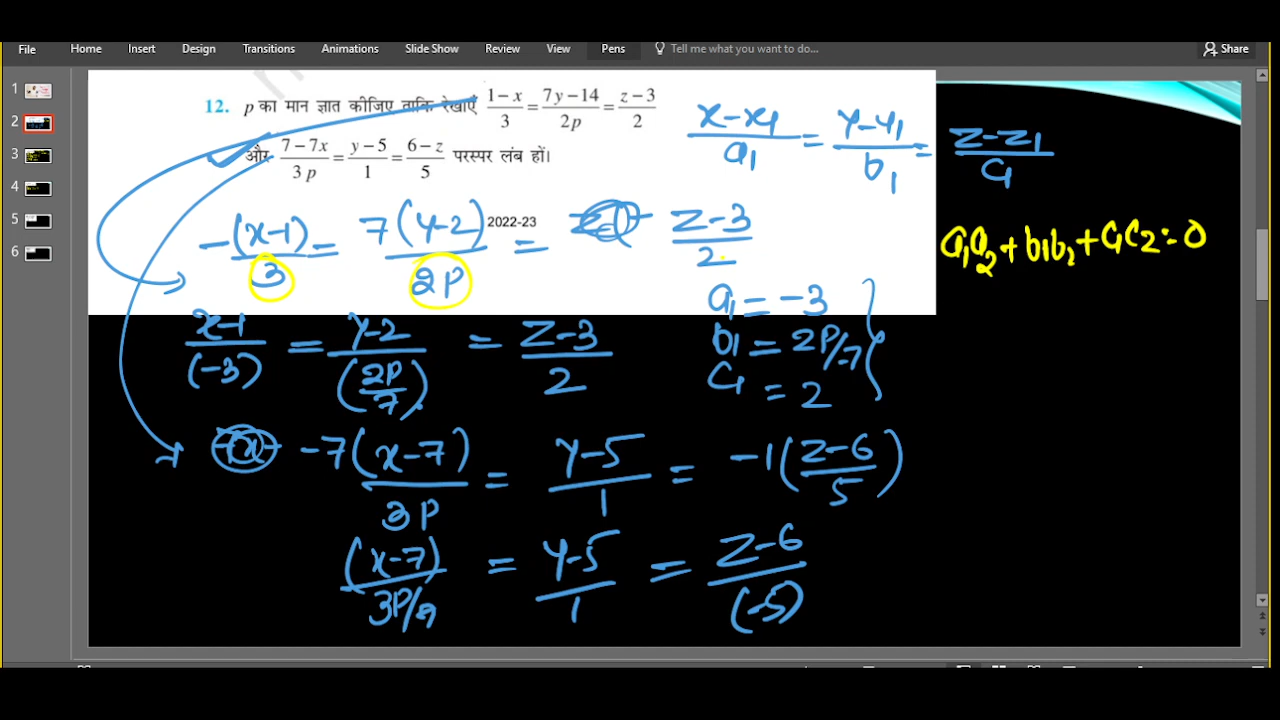 File Home Insert Design Transitions Animations Slide Show Review View Pens Tell me what you want to do... Share
1
2
3
4
5
6
12. p का मान ज्ञात कीजिए ताकि रेखाएँ (1−x)/3 = (7y−14)/2p = (z−3)/2
और (7−7x)/3p = (y−5)/1 = (6−z)/5 परस्पर लंब हों।
(x−x1)/a1 = (y−y1)/b1 = (z−z1)/c1
2022-23
−(x−1)/3 = 7(y−2)/2p = (z−3)/2
a1a2+b1b2+c1c2=0
a1 = −3
(x−1)/(−3) = (y−2)/(2p/7) = (z−3)/2
b1 = 2p/7
c1 = 2
−7(x−7)/3p = (y−5)/1 = −1((z−6)/5)
(x−7)/3p/7 = (y−5)/1 = (z−6)/(−5)